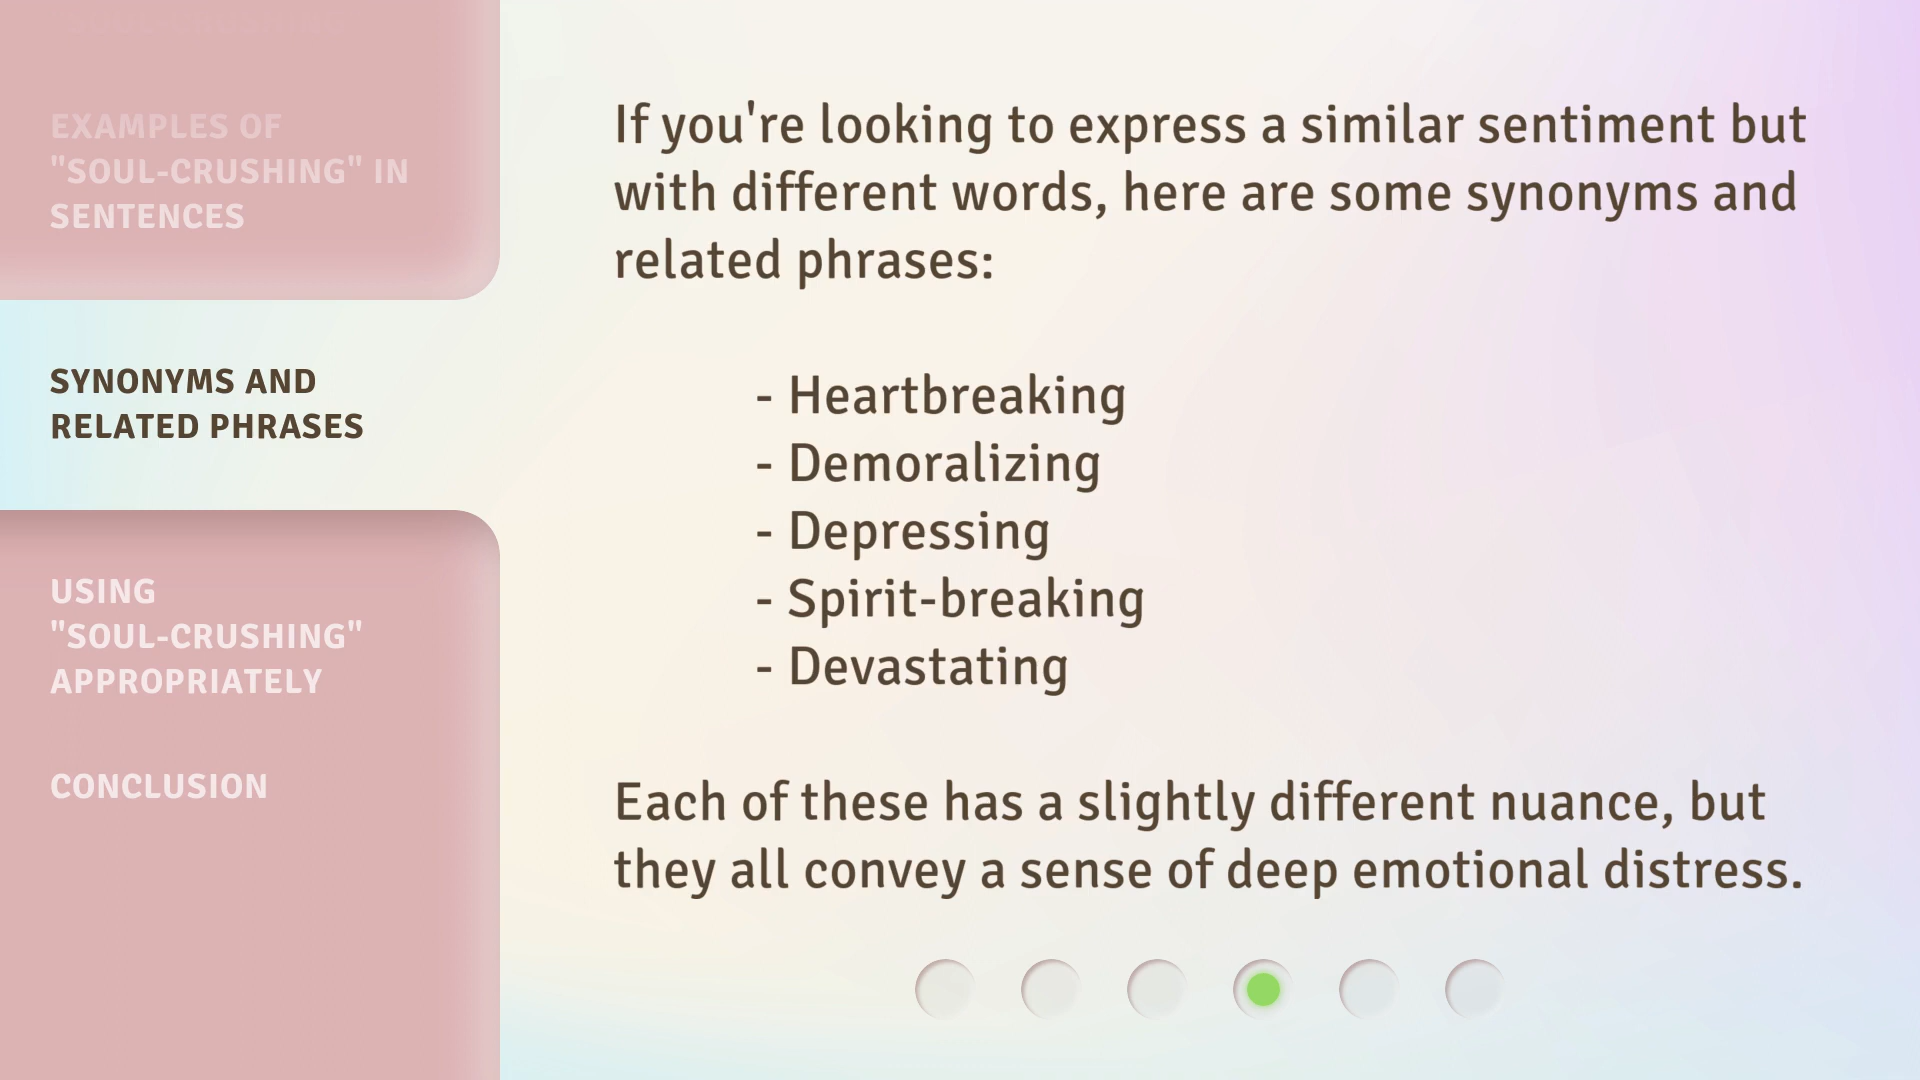 EXAMPLES OF
"SOUL-CRUSHING" IN
SENTENCES
SYNONYMS AND
RELATED PHRASES
USING
"SOUL-CRUSHING"
APPROPRIATELY
CONCLUSION
If you're looking to express a similar sentiment but
with different words, here are some synonyms and
related phrases:
- Heartbreaking
- Demoralizing
- Depressing
- Spirit-breaking
- Devastating
Each of these has a slightly different nuance, but
they all convey a sense of deep emotional distress.